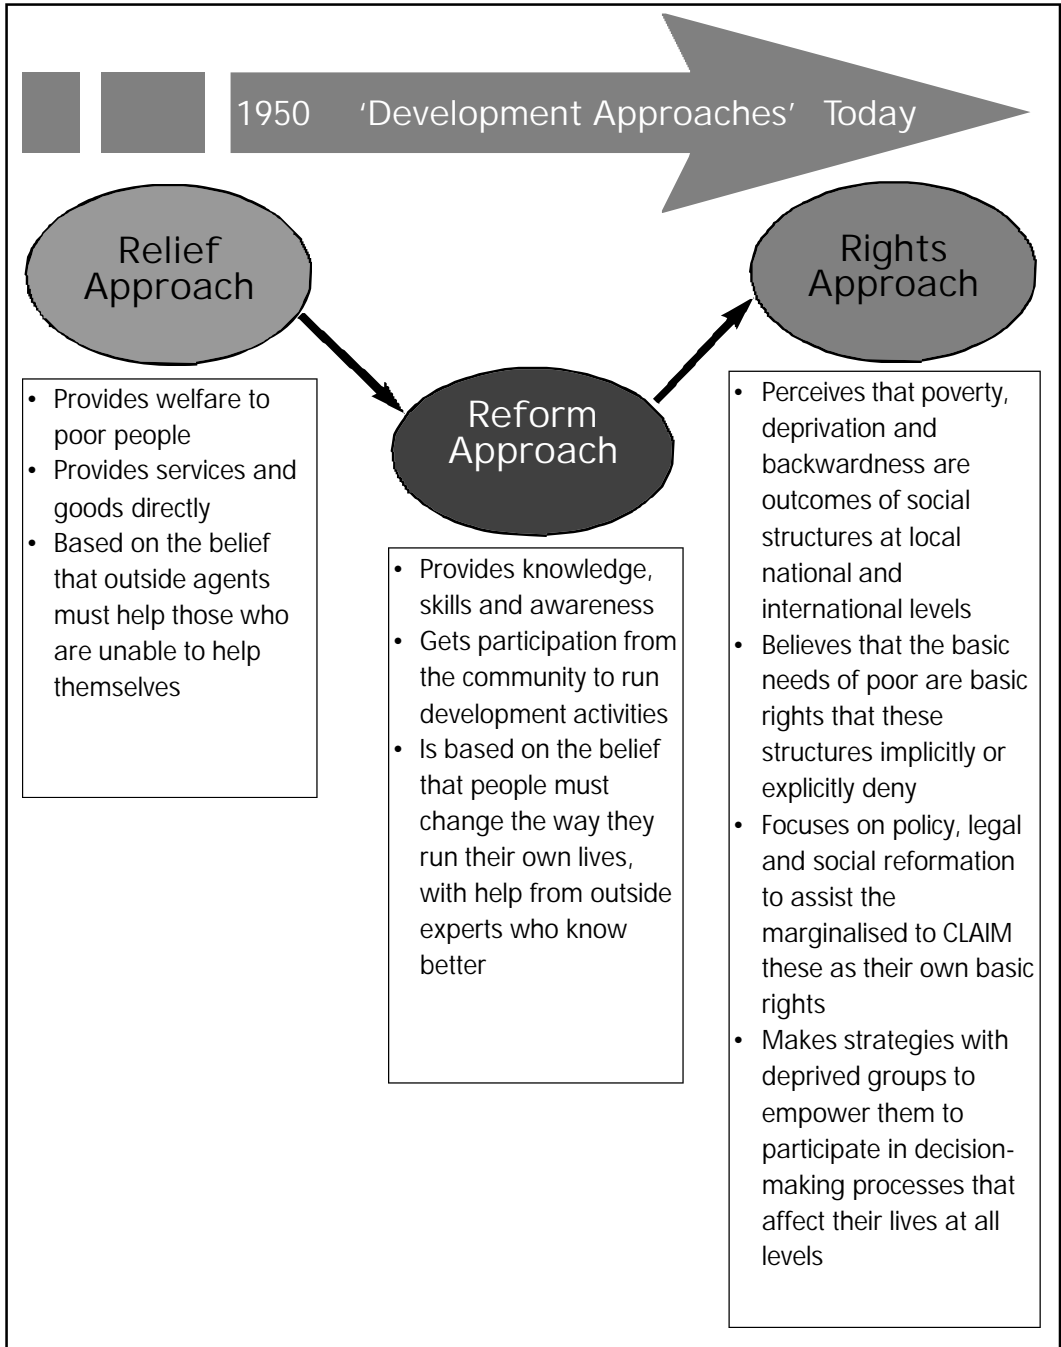 1950 ‘Development Approaches’ Today
Relief
Approach
• Provides welfare to
poor people
• Provides services and
goods directly
• Based on the belief
that outside agents
must help those who
are unable to help
themselves
Reform
Approach
• Provides knowledge,
skills and awareness
• Gets participation from
the community to run
development activities
• Is based on the belief
that people must
change the way they
run their own lives,
with help from outside
experts who know
better
Rights
Approach
• Perceives that poverty,
deprivation and
backwardness are
outcomes of social
structures at local
national and
international levels
• Believes that the basic
needs of poor are basic
rights that these
structures implicitly or
explicitly deny
• Focuses on policy, legal
and social reformation
to assist the
marginalised to CLAIM
these as their own basic
rights
• Makes strategies with
deprived groups to
empower them to
participate in decision-
making processes that
affect their lives at all
levels